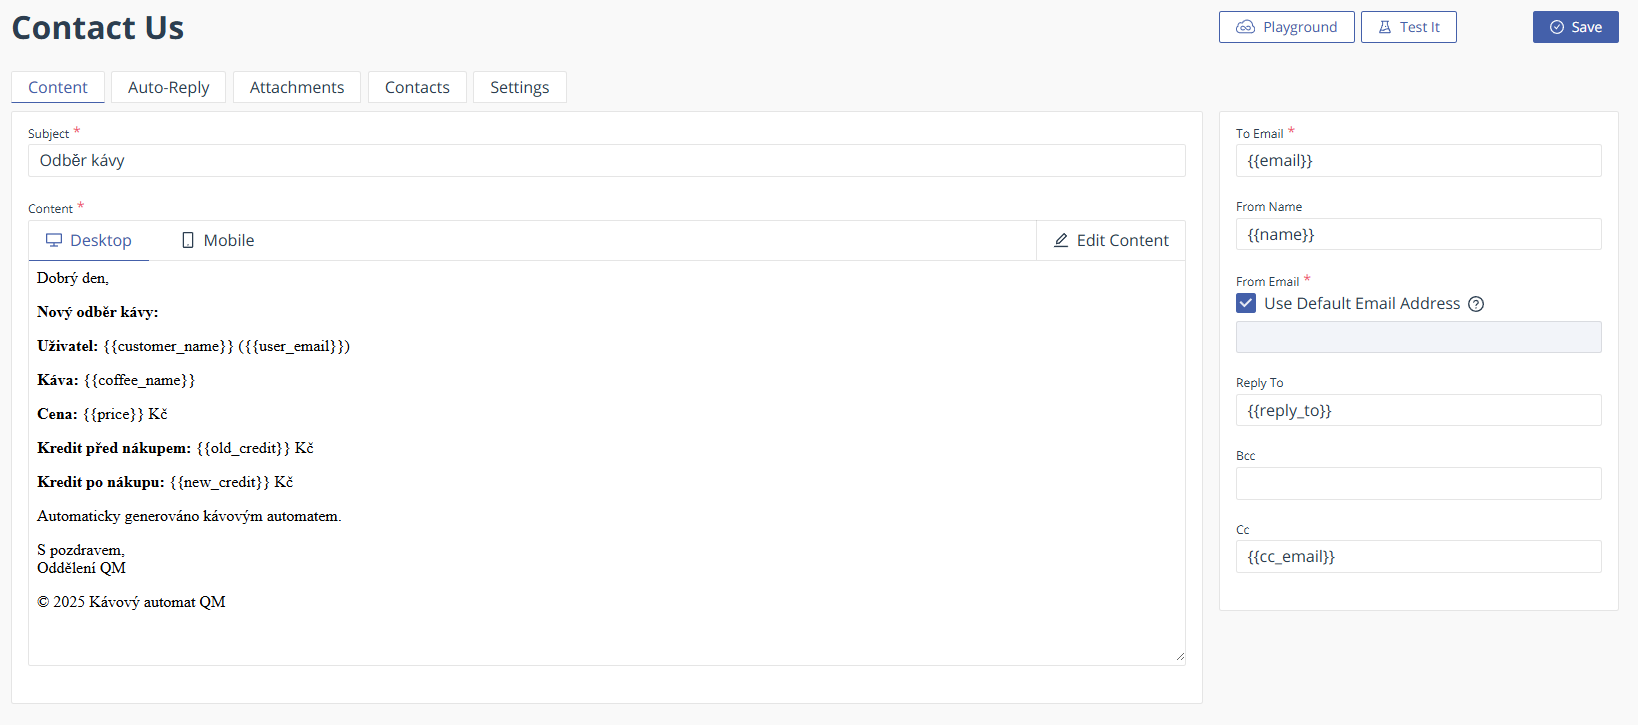 Contact Us
Playground
Test It
Save
Content
Auto-Reply
Attachments
Contacts
Settings
Subject *
Odběr kávy
Content *
Desktop
Mobile
Edit Content
Dobrý den,
Nový odběr kávy:
Uživatel: {{customer_name}} ({{user_email}})
Káva: {{coffee_name}}
Cena: {{price}} Kč
Kredit před nákupem: {{old_credit}} Kč
Kredit po nákupu: {{new_credit}} Kč
Automaticky generováno kávovým automatem.
S pozdravem,
Oddělení QM
© 2025 Kávový automat QM
To Email *
{{email}}
From Name
{{name}}
From Email *
Use Default Email Address
Reply To
{{reply_to}}
Bcc
Cc
{{cc_email}}